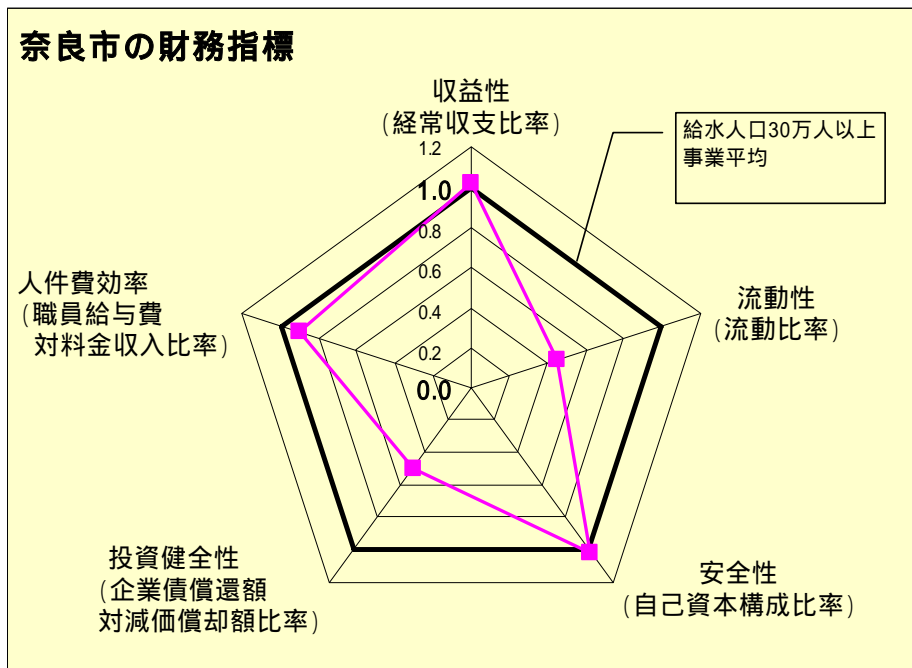 奈良市の財務指標
収益性
(経常収支比率)
給水人口30万人以上
事業平均
1.2
1.0
0.8
0.6
0.4
0.2
0.0
人件費効率
(職員給与費
対料金収入比率)
流動性
(流動比率)
投資健全性
(企業債償還額
対減価償却額比率)
安全性
(自己資本構成比率)